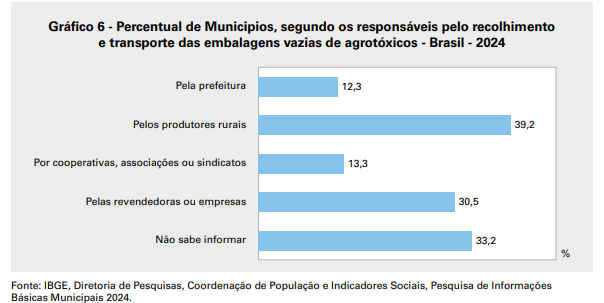 Gráfico 6 - Percentual de Municipios, segundo os responsáveis pelo recolhimento
e transporte das embalagens vazias de agrotóxicos - Brasil - 2024
Pela prefeitura
12,3
Pelos produtores rurais
39,2
Por cooperativas, associações ou sindicatos
13,3
Pelas revendedoras ou empresas
30,5
Não sabe informar
33,2
%
Fonte: IBGE, Diretoria de Pesquisas, Coordenação de População e Indicadores Sociais, Pesquisa de Informações
Básicas Municipais 2024.